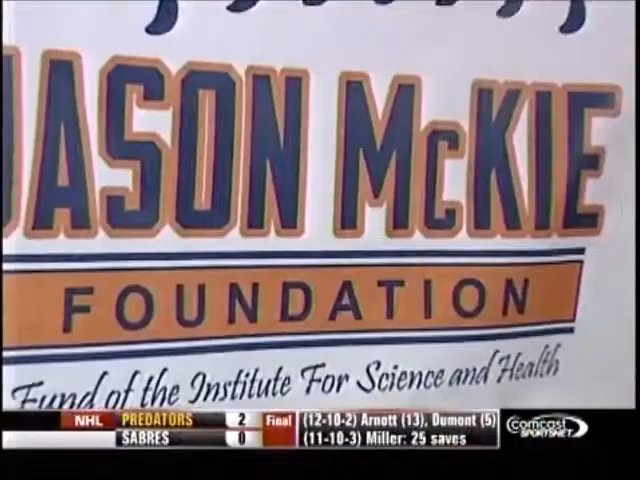 JASON McKIE
FOUNDATION
Fund of the Institute For Science and Health
NHL PREDATORS 2 Final (12-10-2) Arnott (13), Dumont (5)
SABRES 0 (11-10-3) Miller: 25 saves
Comcast
SPORTSNET